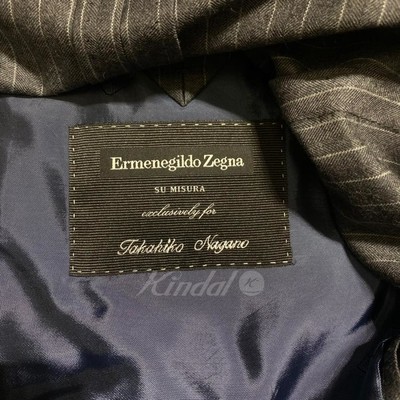 Ermenegildo Zegna
SU MISURA
exclusively for
Takahiko Nagano
Kindal